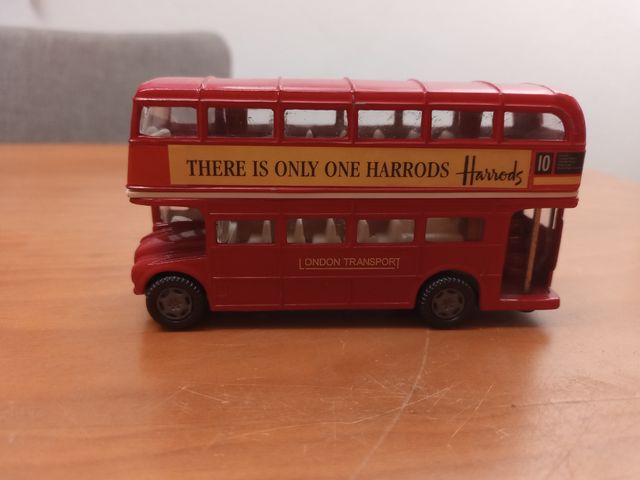 THERE IS ONLY ONE HARRODS Harrods
10
LONDON TRANSPORT